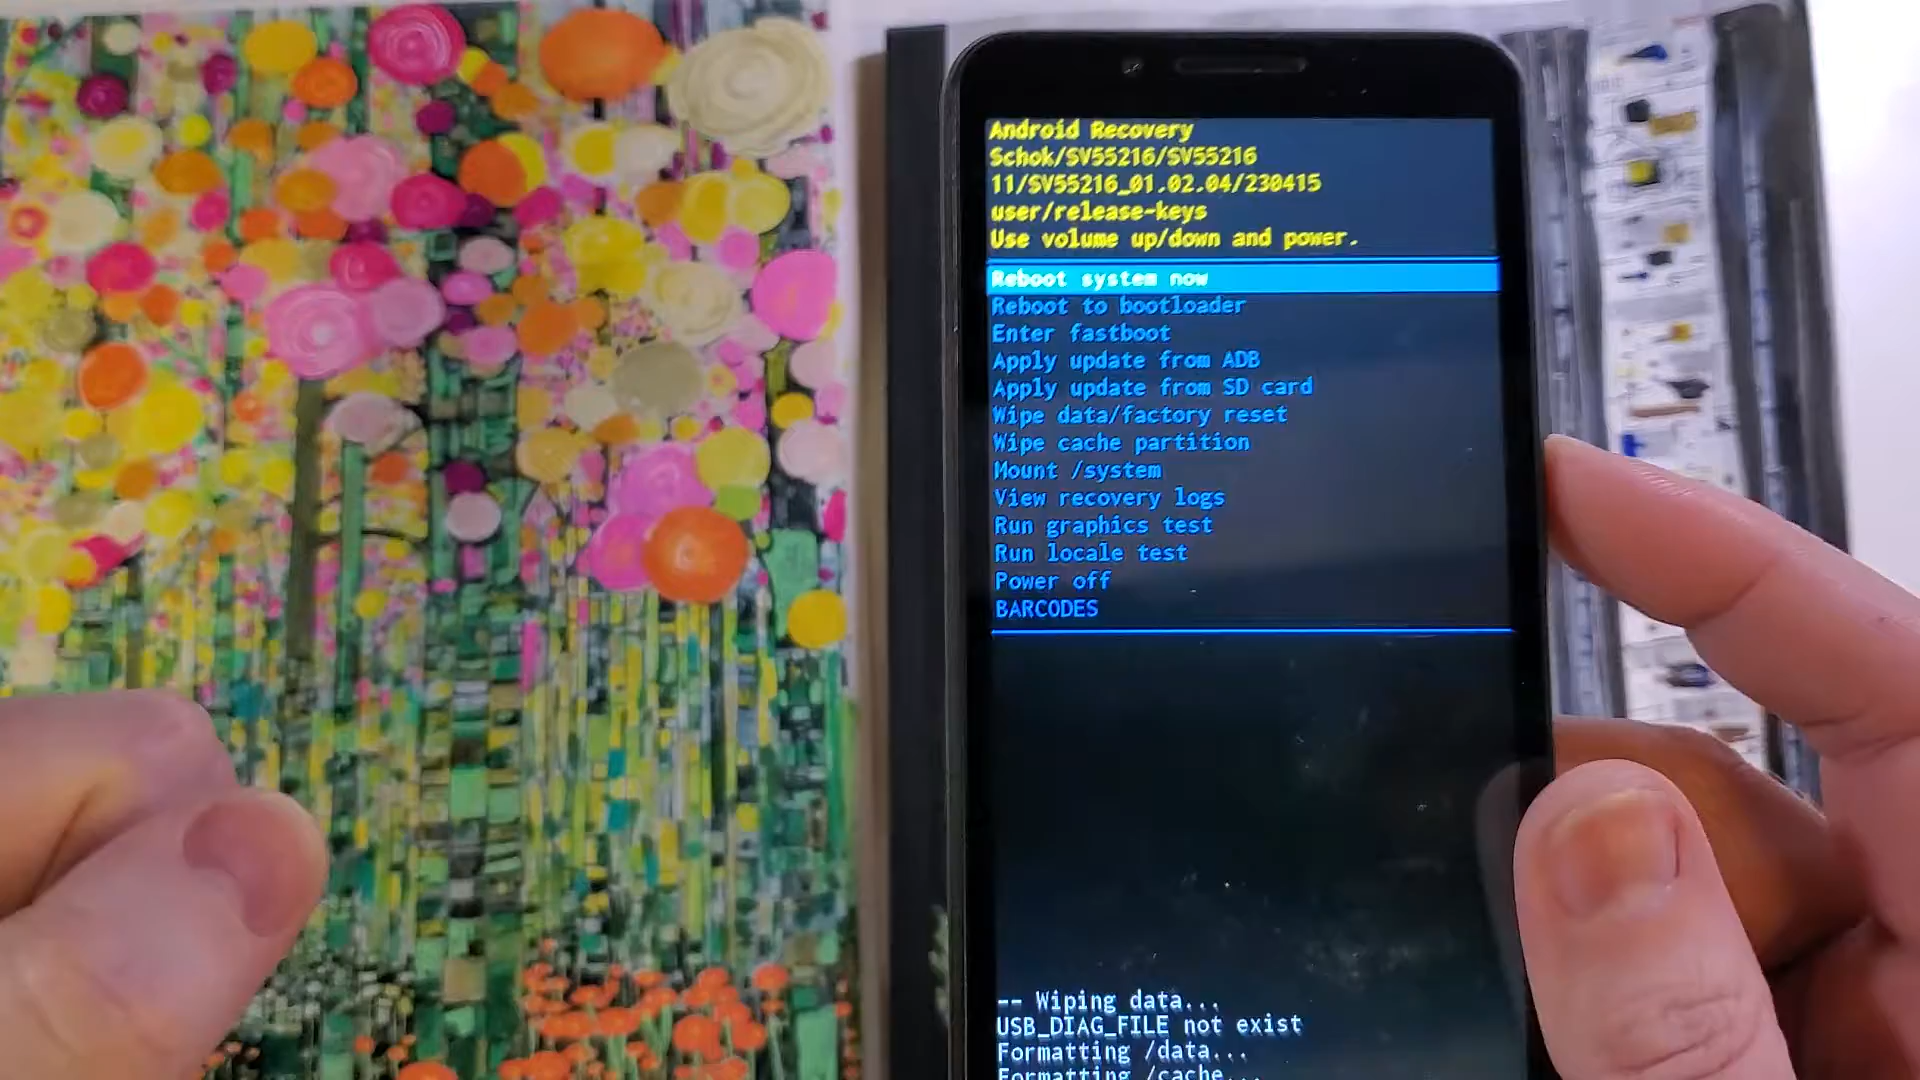 Android Recovery
Schok/SV55216/SV55216
11/SV55216_01.02.04/230415
user/release-keys
Use volume up/down and power.
Reboot system now
Reboot to bootloader
Enter fastboot
Apply update from ADB
Apply update from SD card
Wipe data/factory reset
Wipe cache partition
Mount /system
View recovery logs
Run graphics test
Run locale test
Power off
BARCODES
-- Wiping data...
USB_DIAG_FILE not exist
Formatting /data...
Formatting /cache...